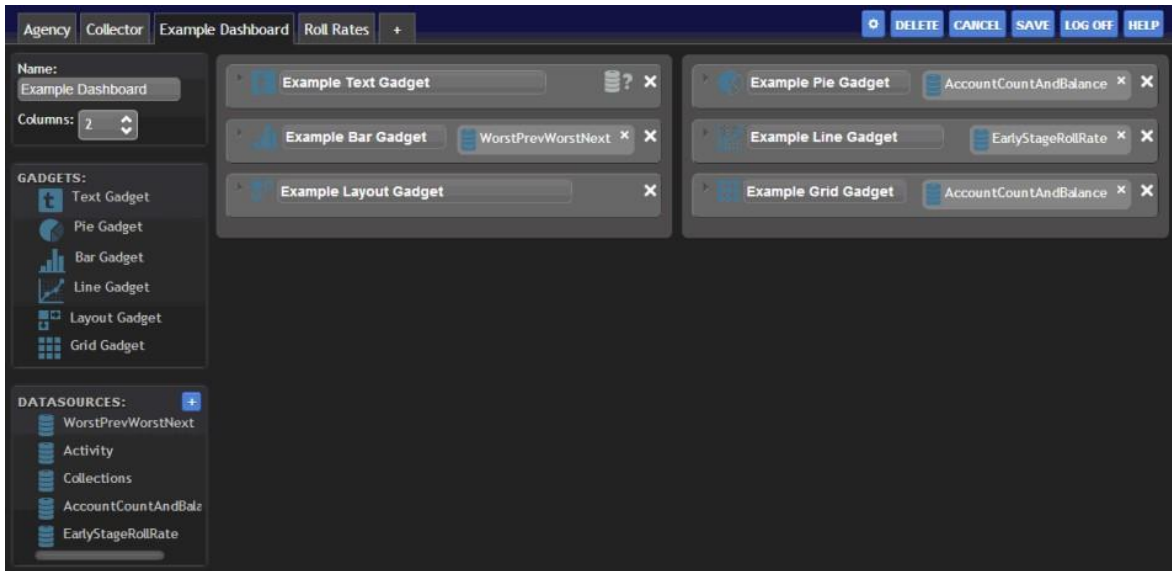 Agency Collector Example Dashboard Roll Rates + DELETE CANCEL SAVE LOG OFF HELP
Name:
Example Dashboard
Columns: 2
GADGETS:
t Text Gadget
Pie Gadget
Bar Gadget
Line Gadget
Layout Gadget
Grid Gadget
DATASOURCES: +
WorstPrevWorstNext
Activity
Collections
AccountCountAndBala
EarlyStageRollRate
Example Text Gadget ? ×
Example Bar Gadget WorstPrevWorstNext × ×
Example Layout Gadget ×
Example Pie Gadget AccountCountAndBalance × ×
Example Line Gadget EarlyStageRollRate × ×
Example Grid Gadget AccountCountAndBalance × ×